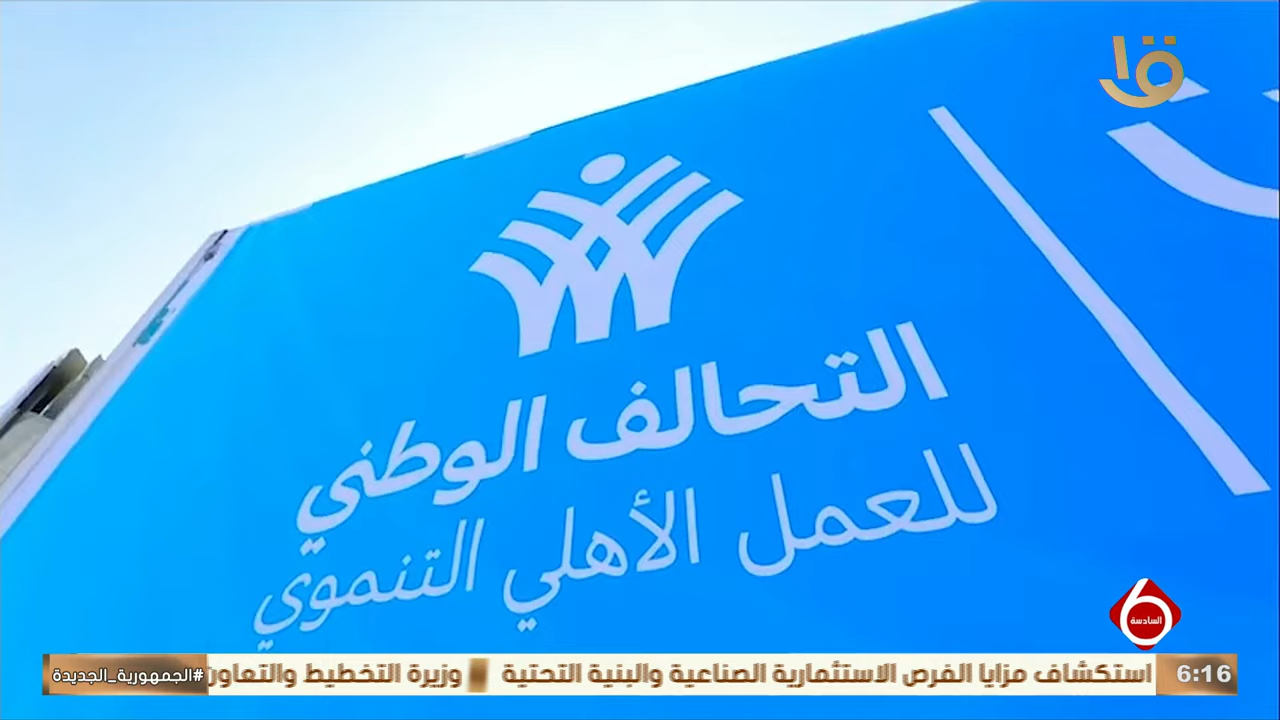 التحالف الوطني
للعمل الأهلي التنموي
السادسة
6:16
استكشاف مزايا الفرص الاستثمارية الصناعية والبنية التحتية
وزيرة التخطيط والتعاون
#الجمهورية_الجديدة